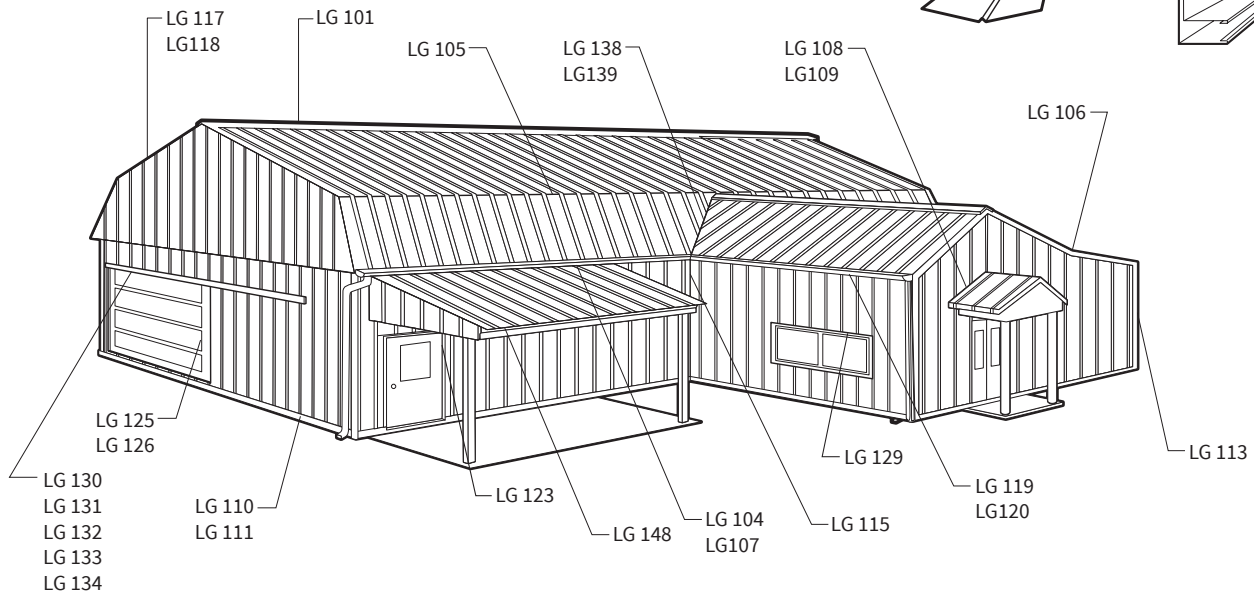 LG 117
LG118
LG 101
LG 105
LG 138
LG139
LG 108
LG109
LG 106
LG 125
LG 126
LG 130
LG 131
LG 132
LG 133
LG 134
LG 110
LG 111
LG 123
LG 148
LG 104
LG107
LG 115
LG 129
LG 119
LG120
LG 113